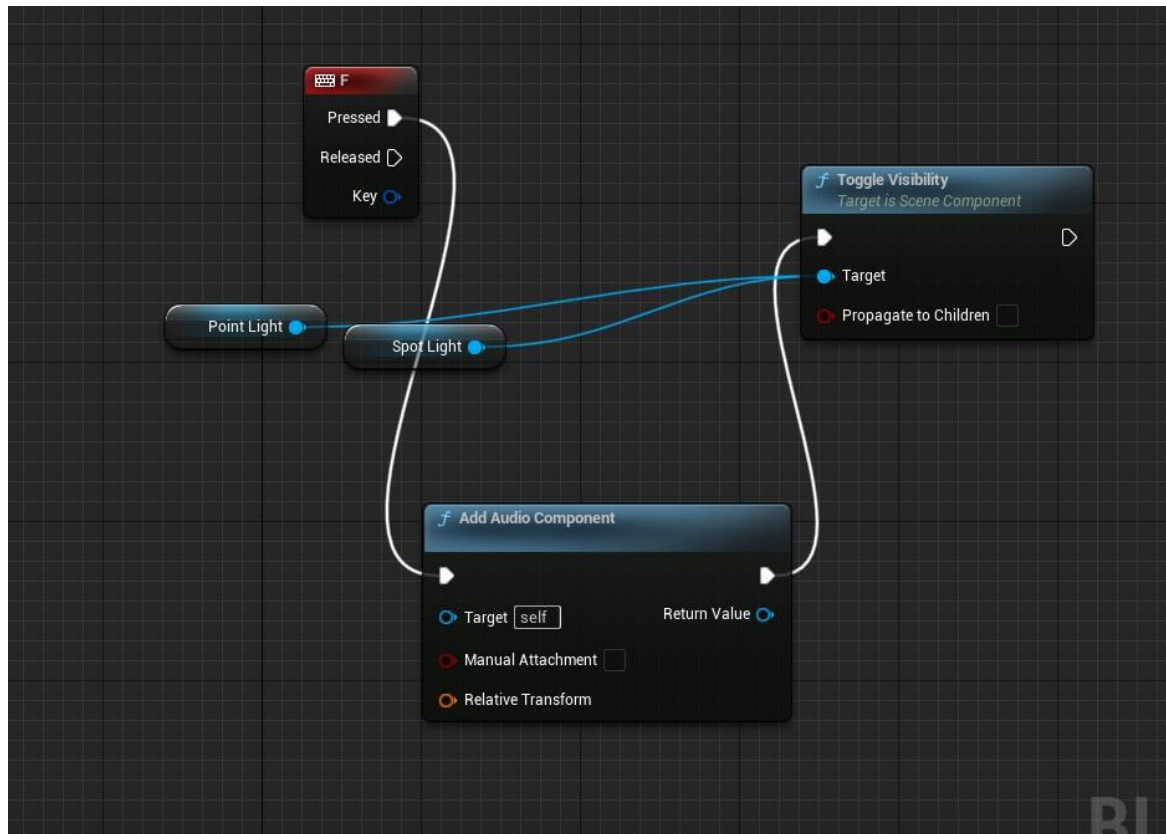 F
Pressed
Released
Key
Toggle Visibility
Target is Scene Component
Target
Propagate to Children
Point Light
Spot Light
Add Audio Component
Target self
Return Value
Manual Attachment
Relative Transform